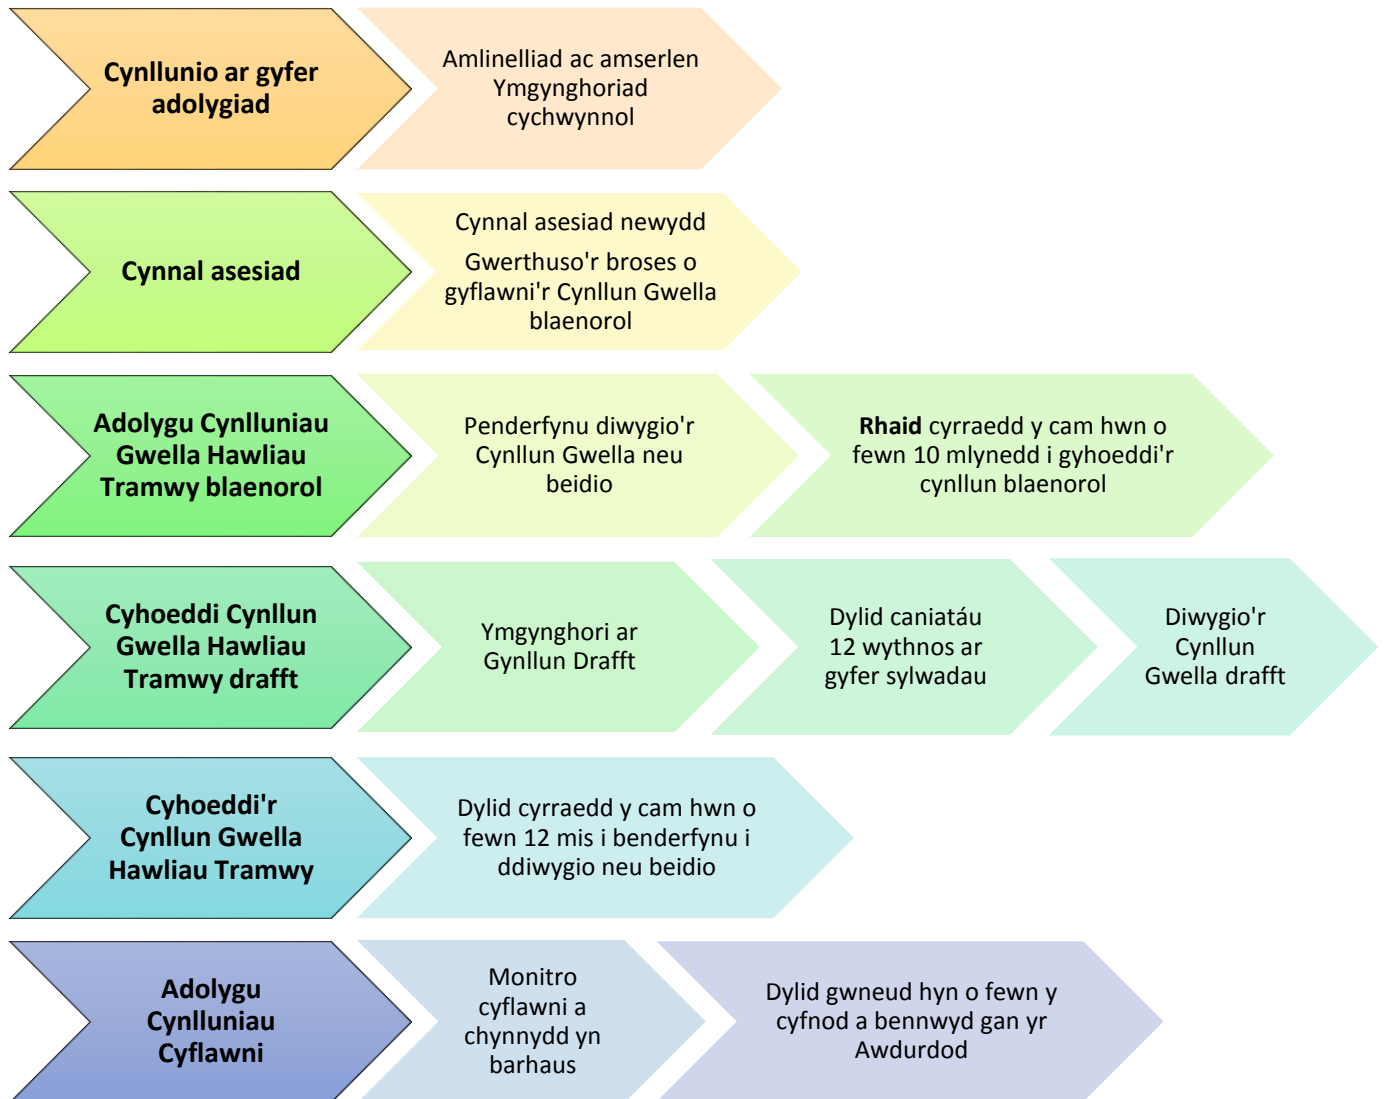 Cynllunio ar gyfer
adolygiad
Amlinelliad ac amserlen
Ymgynghoriad
cychwynnol
Cynnal asesiad
Cynnal asesiad newydd
Gwerthuso'r broses o
gyflawni'r Cynllun Gwella
blaenorol
Adolygu Cynlluniau
Gwella Hawliau
Tramwy blaenorol
Penderfynu diwygio'r
Cynllun Gwella neu
beidio
Rhaid cyrraedd y cam hwn o
fewn 10 mlynedd i gyhoeddi'r
cynllun blaenorol
Cyhoeddi Cynllun
Gwella Hawliau
Tramwy drafft
Ymgynghori ar
Gynllun Drafft
Dylid caniatáu
12 wythnos ar
gyfer sylwadau
Diwygio'r
Cynllun
Gwella drafft
Cyhoeddi'r
Cynllun Gwella
Hawliau Tramwy
Dylid cyrraedd y cam hwn o
fewn 12 mis i benderfynu i
ddiwygio neu beidio
Adolygu
Cynlluniau
Cyflawni
Monitro
cyflawni a
chynnydd yn
barhaus
Dylid gwneud hyn o fewn y
cyfnod a bennwyd gan yr
Awdurdod